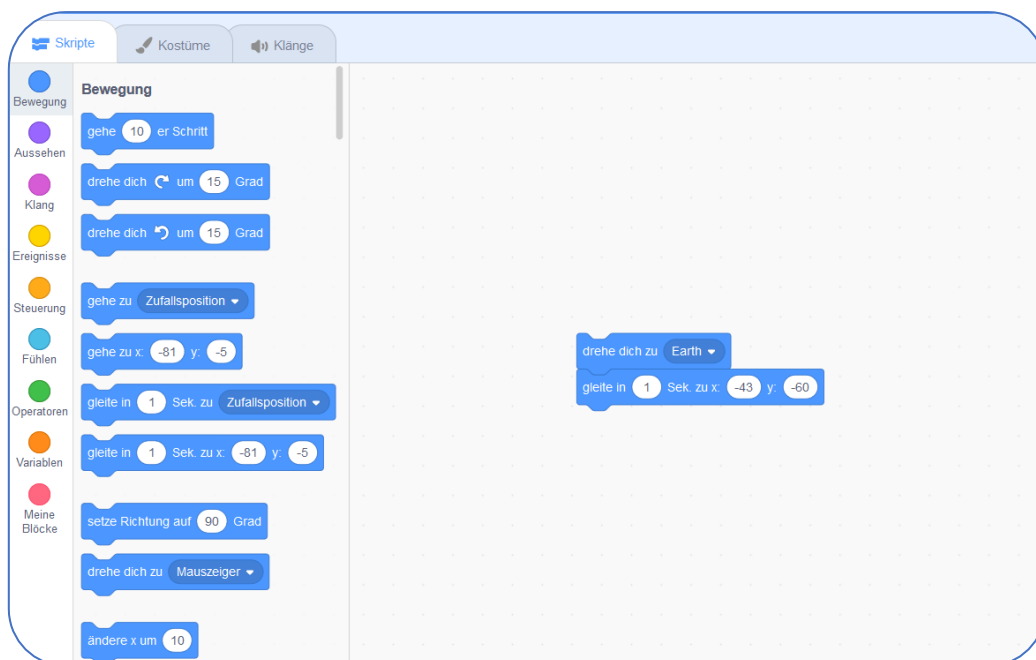 Skripte
Kostüme
Klänge
Bewegung
Aussehen
Klang
Ereignisse
Steuerung
Fühlen
Operatoren
Variablen
Meine
Blöcke
Bewegung
gehe 10 er Schritt
drehe dich um 15 Grad
drehe dich um 15 Grad
gehe zu Zufallsposition
gehe zu x: -81 y: -5
gleite in 1 Sek. zu Zufallsposition
gleite in 1 Sek. zu x: -81 y: -5
setze Richtung auf 90 Grad
drehe dich zu Mauszeiger
ändere x um 10
drehe dich zu Earth
gleite in 1 Sek. zu x: -43 y: -60